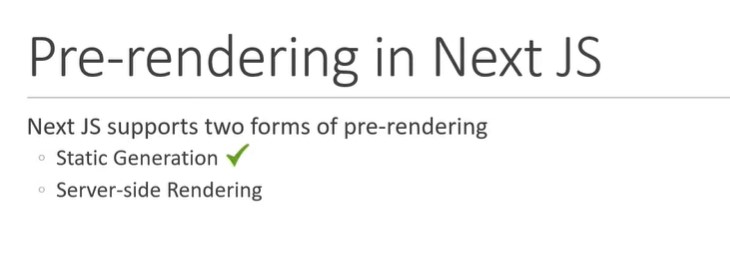 Pre-rendering in Next JS
Next JS supports two forms of pre-rendering
Static Generation
Server-side Rendering